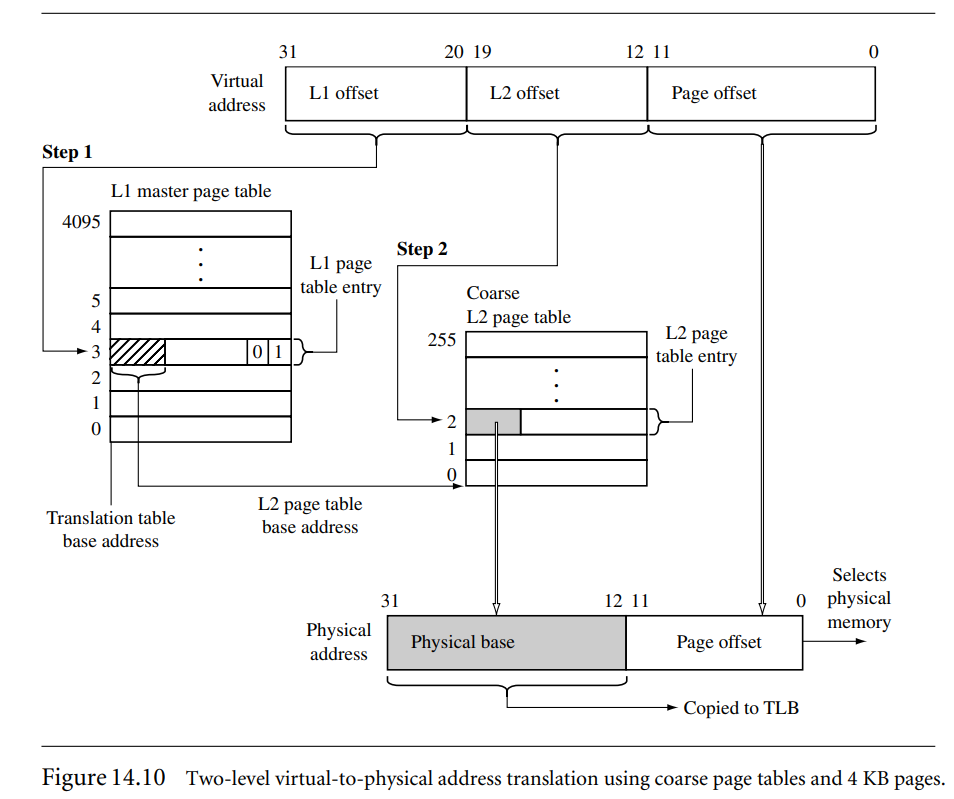 31 20 19 12 11 0
Virtual
address
L1 offset L2 offset Page offset
Step 1
L1 master page table
4095
.
.
.
5
4
3 0 1
2
1
0
L1 page
table entry
Translation table
base address
L2 page table
base address
Step 2
Coarse
L2 page table
255
.
.
.
2
1
0
L2 page
table entry
31 12 11 0
Physical
address
Physical base Page offset
Selects
physical
memory
Copied to TLB
Figure 14.10 Two-level virtual-to-physical address translation using coarse page tables and 4 KB pages.